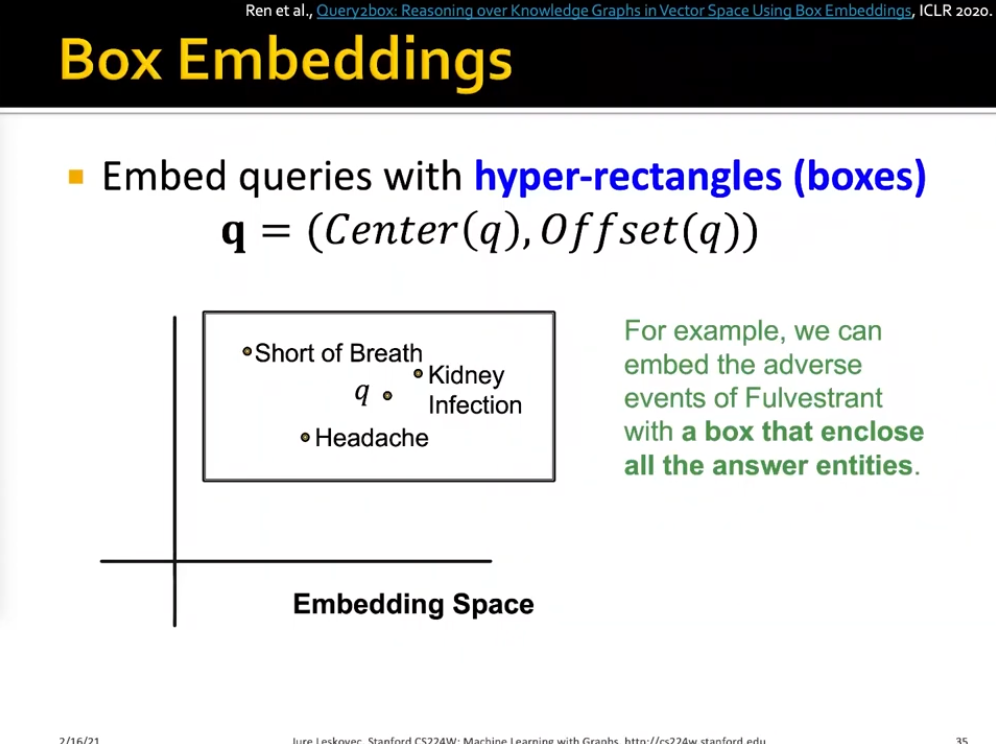 Ren et al., Query2box: Reasoning over Knowledge Graphs in Vector Space Using Box Embeddings, ICLR 2020.
Box Embeddings
Embed queries with hyper-rectangles (boxes)
q = (Center(q), Offset(q))
Short of Breath
Kidney
Infection
q
Headache
For example, we can
embed the adverse
events of Fulvestrant
with a box that enclose
all the answer entities.
Embedding Space
2/16/21
Jure Leskovec, Stanford CS224W: Machine Learning with Graphs, http://cs224w.stanford.edu
35